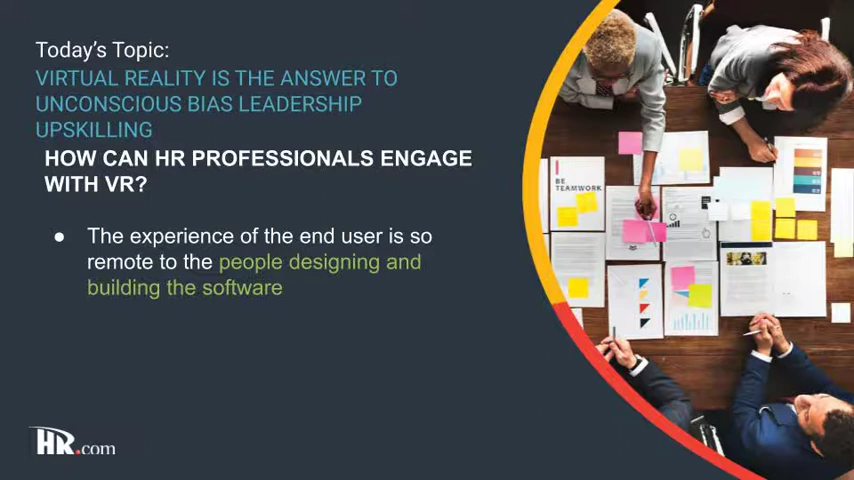 Today's Topic:
VIRTUAL REALITY IS THE ANSWER TO
UNCONSCIOUS BIAS LEADERSHIP
UPSKILLING
HOW CAN HR PROFESSIONALS ENGAGE
WITH VR?
● The experience of the end user is so
remote to the people designing and
building the software
BE
TEAMWORK
HR.com